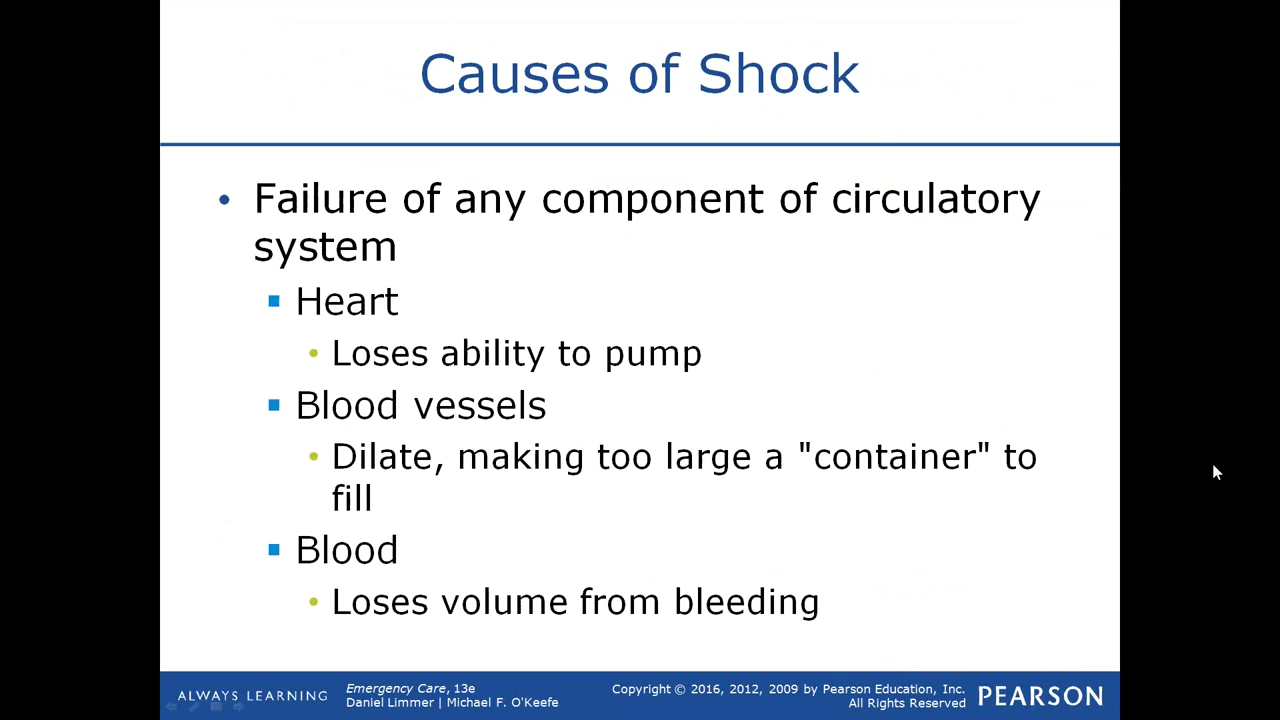 Causes of Shock
• Failure of any component of circulatory
system
▪ Heart
• Loses ability to pump
▪ Blood vessels
• Dilate, making too large a "container" to
fill
▪ Blood
• Loses volume from bleeding
ALWAYS LEARNING
Emergency Care, 13e
Daniel Limmer | Michael F. O'Keefe
Copyright © 2016, 2012, 2009 by Pearson Education, Inc.
All Rights Reserved
PEARSON